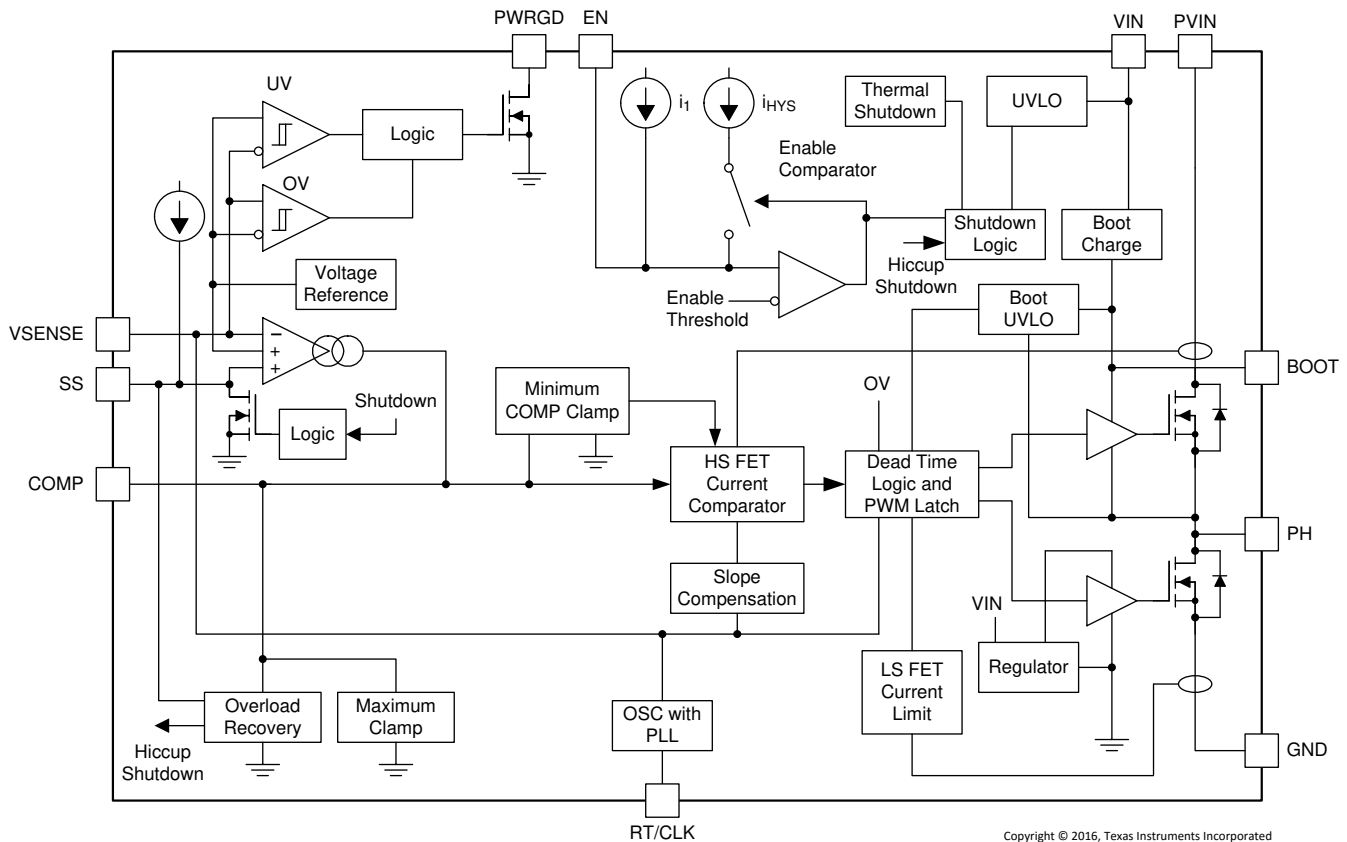 PWRGD
EN
VIN
PVIN
UV
Logic
i1
iHYS
Thermal
Shutdown
UVLO
Enable
Comparator
OV
Shutdown
Logic
Boot
Charge
Hiccup
Shutdown
Voltage
Reference
Enable
Threshold
Boot
UVLO
VSENSE
−
+
+
SS
BOOT
Shutdown
Logic
Minimum
COMP Clamp
OV
COMP
HS FET
Current
Comparator
Dead Time
Logic and
PWM Latch
PH
Slope
Compensation
VIN
Regulator
LS FET
Current
Limit
Overload
Recovery
Maximum
Clamp
OSC with
PLL
Hiccup
Shutdown
GND
RT/CLK
Copyright © 2016, Texas Instruments Incorporated